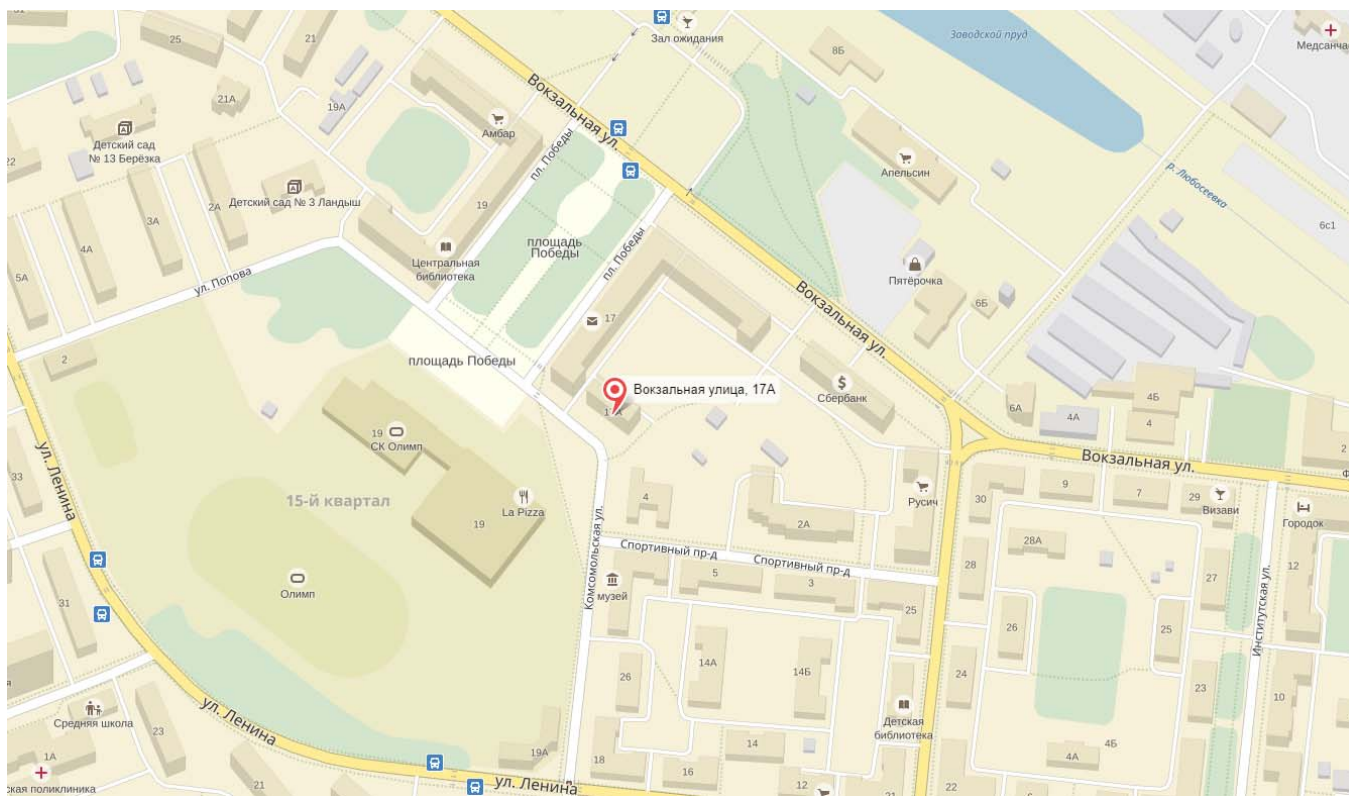 31
25
21
Зал ожидания
8Б
Заводской пруд
Медсанча
21А
19А
Амбар
Вокзальная ул.
Детский сад
№ 13 Берёзка
22
пл. Победы
Апельсин
р. Любосеевка
Детский сад № 3 Ландыш
2А
3А
4А
5А
19
6с1
площадь
Победы
пл. Победы
Центральная
библиотека
ул. Попова
Пятёрочка
Вокзальная ул.
6Б
17
2
площадь Победы
Вокзальная улица, 17А
Сбербанк
6А
4А
4Б
4
19
СК Олимп
ул. Ленина
Вокзальная ул.
2
33
15-й квартал
La Pizza
19
4
2А
Русич
30
9
7
29
Визави
Городок
Комсомольская ул.
Спортивный пр-д
Спортивный пр-д
28А
28
27
12
Олимп
музей
5
3
25
31
26
25
Институтская ул.
14А
14Б
26
24
23
10
ул. Ленина
Средняя школа
23
Детская
библиотека
1А
19А
18
14
16
4А
4Б
ская поликлиника
21
ул. Ленина
12
22